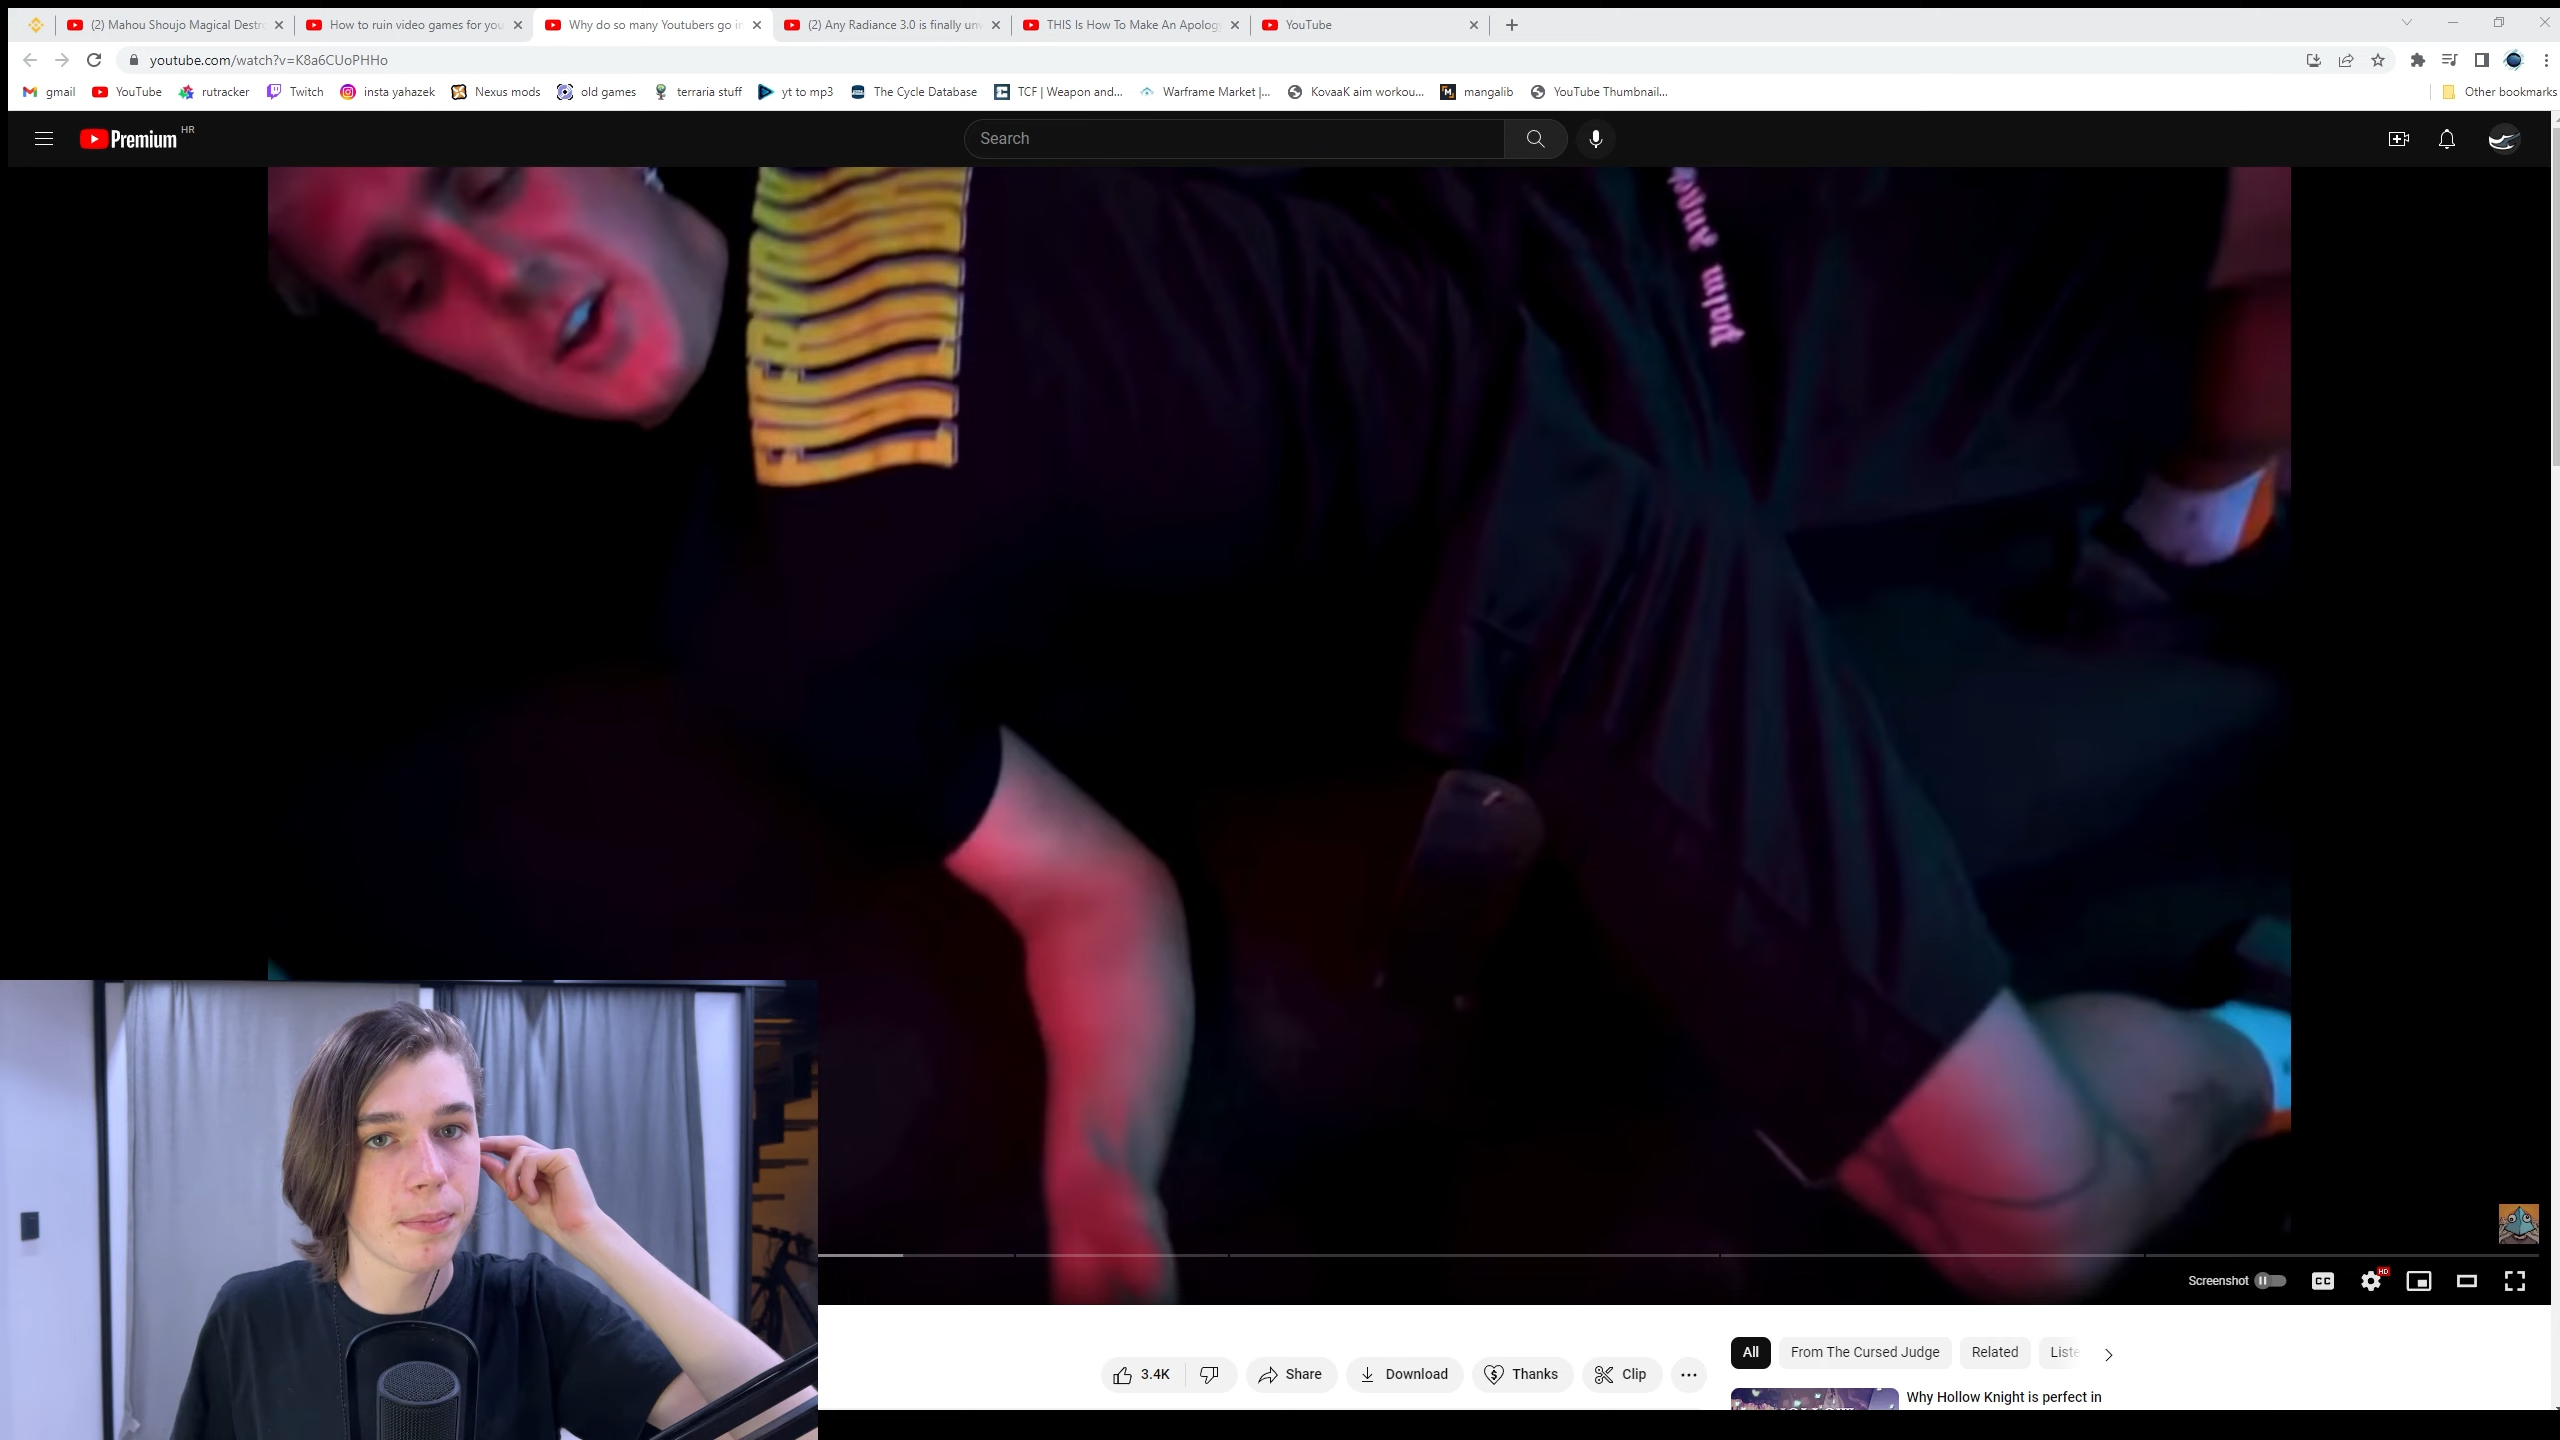 (2) Mahou Shoujo Magical Destr
How to ruin video games for you
Why do so many Youtubers go i
(2) Any Radiance 3.0 is finally un
THIS Is How To Make An Apolog
YouTube
youtube.com/watch?v=K8a6CUoPHHo
gmail
YouTube
rutracker
Twitch
insta yahazek
Nexus mods
old games
terraria stuff
yt to mp3
The Cycle Database
TCF | Weapon and...
Warframe Market |...
KovaaK aim workou...
mangalib
YouTube Thumbnail...
Other bookmarks
Premium HR
Search
Screenshot
CC
HD
3.4K
Share
Download
Thanks
Clip
All
From The Cursed Judge
Related
Liste
Why Hollow Knight is perfect in